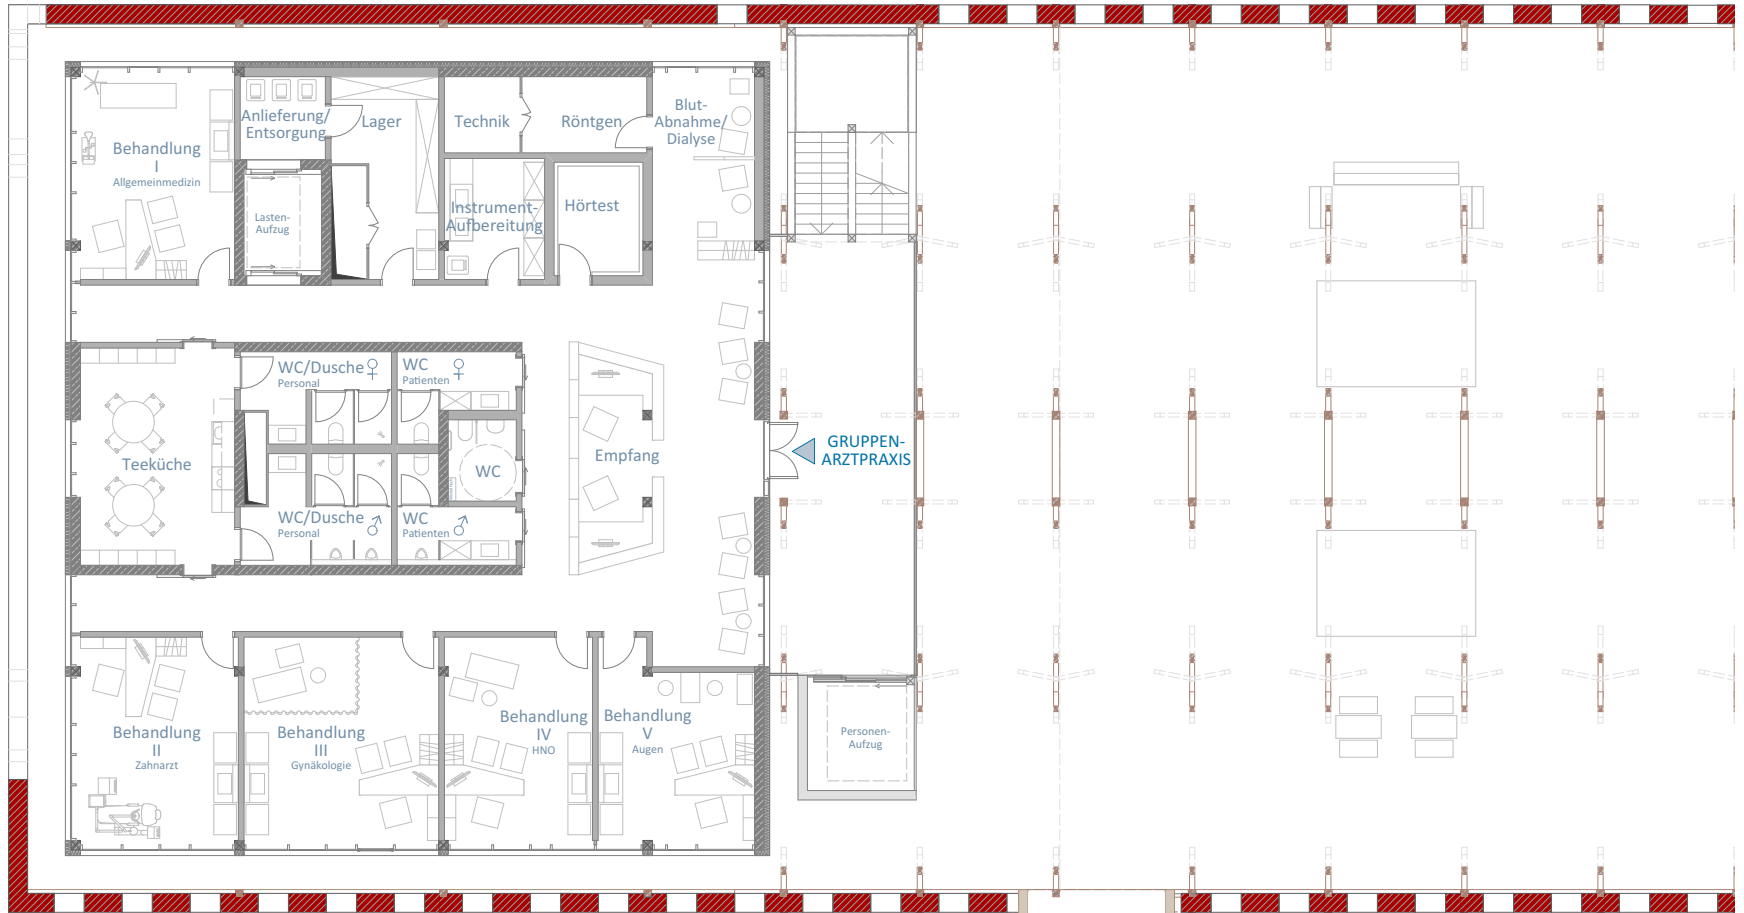 Anlieferung/
Entsorgung
Lager
Technik
Röntgen
Blut-
Abnahme/
Dialyse
Behandlung
I
Allgemeinmedizin
Lasten-
Aufzug
Instrument-
Aufbereitung
Hörtest
WC/Dusche ♀
Personal
WC ♀
Patienten
Teeküche
WC
Empfang
GRUPPEN-
ARZTPRAXIS
WC/Dusche ♂
Personal
WC ♂
Patienten
Behandlung
II
Zahnarzt
Behandlung
III
Gynäkologie
Behandlung
IV
HNO
Behandlung
V
Augen
Personen-
Aufzug